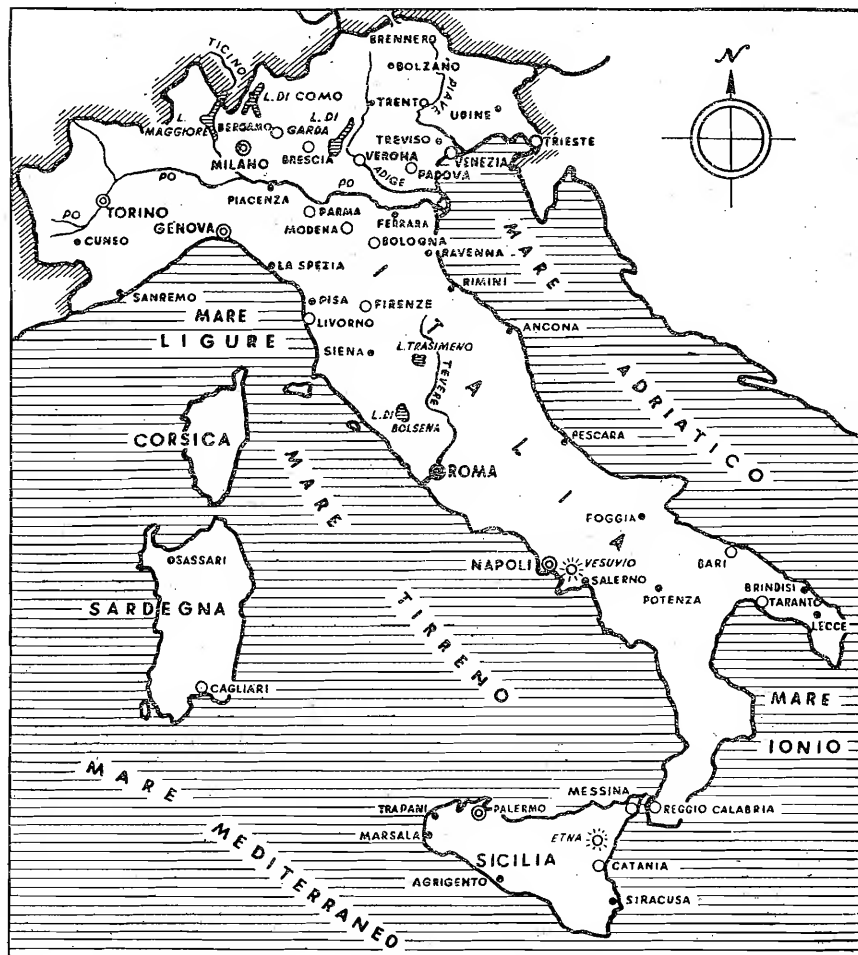 N
BRENNERO
TICINO
BOLZANO
L. DI COMO
PIAVE
TRENTO
UDINE
L. MAGGIORE
BERGAMO
L. DI GARDA
TREVISO
TRIESTE
MILANO
BRESCIA
VERONA
VENEZIA
PADOVA
ADIGE
PO
PO
PO
PIACENZA
TORINO
PARMA
FERRARA
CUNEO
GENOVA
MODENA
BOLOGNA
RAVENNA
LA SPEZIA
RIMINI
SANREMO
PISA
FIRENZE
MARE LIGURE
LIVORNO
ANCONA
SIENA
L. TRASIMENO
TEVERE
L. DI BOLSENA
ITALIA
MARE ADRIATICO
CORSICA
PESCARA
ROMA
MARE TIRRENO
FOGGIA
SASSARI
NAPOLI
VESUVIO
BARI
SALERNO
SARDEGNA
POTENZA
BRINDISI
TARANTO
LECCE
CAGLIARI
MARE IONIO
MARE MEDITERRANEO
MESSINA
TRAPANI
PALERMO
REGGIO CALABRIA
MARSALA
ETNA
SICILIA
CATANIA
AGRIGENTO
SIRACUSA